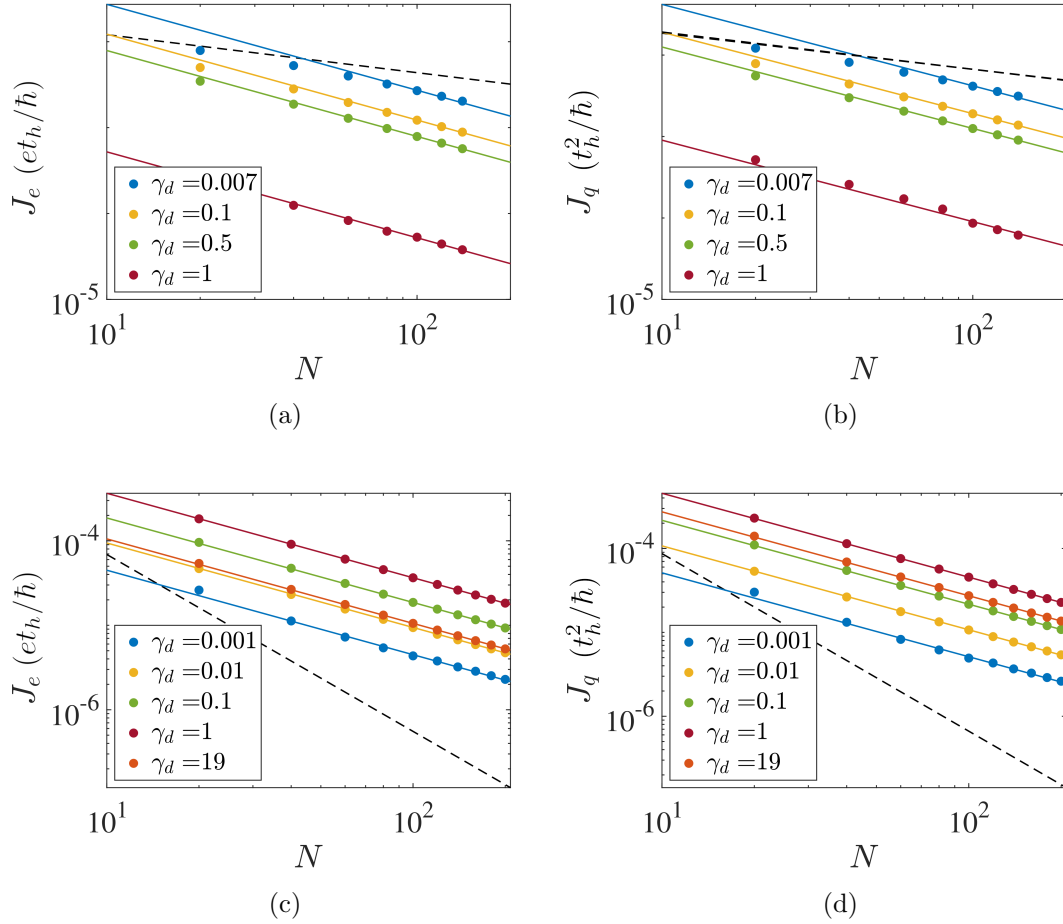 J_e (et_h/ħ)
γ_d =0.007
γ_d =0.1
γ_d =0.5
γ_d =1
10^-5
10^1
10^2
N
(a)
J_q (t_h^2/ħ)
γ_d =0.007
γ_d =0.1
γ_d =0.5
γ_d =1
10^-5
10^1
10^2
N
(b)
J_e (et_h/ħ)
10^-4
10^-6
γ_d =0.001
γ_d =0.01
γ_d =0.1
γ_d =1
γ_d =19
10^1
10^2
N
(c)
J_q (t_h^2/ħ)
10^-4
10^-6
γ_d =0.001
γ_d =0.01
γ_d =0.1
γ_d =1
γ_d =19
10^1
10^2
N
(d)